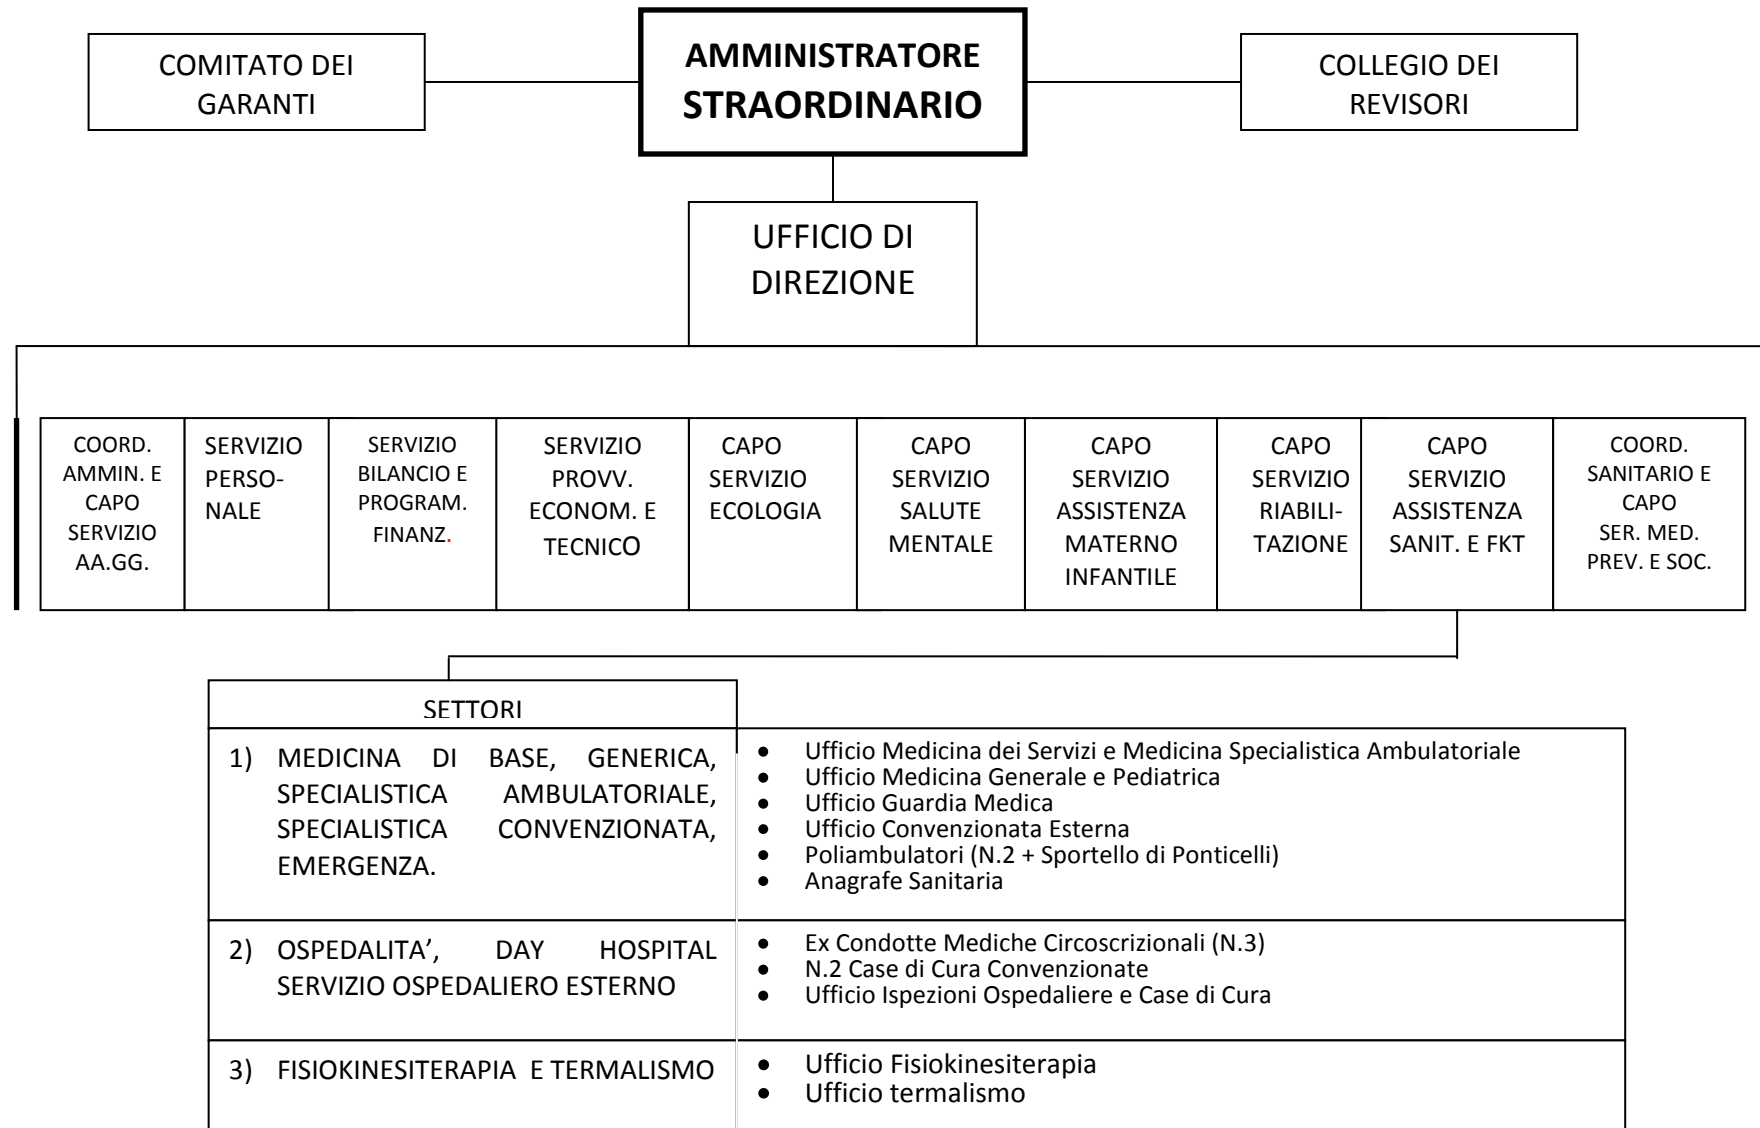 COMITATO DEI
GARANTI
AMMINISTRATORE
STRAORDINARIO
COLLEGIO DEI
REVISORI
UFFICIO DI
DIREZIONE
COORD.
AMMIN. E
CAPO
SERVIZIO
AA.GG.
SERVIZIO
PERSO-
NALE
SERVIZIO
BILANCIO E
PROGRAM.
FINANZ.
SERVIZIO
PROVV.
ECONOM. E
TECNICO
CAPO
SERVIZIO
ECOLOGIA
CAPO
SERVIZIO
SALUTE
MENTALE
CAPO
SERVIZIO
ASSISTENZA
MATERNO
INFANTILE
CAPO
SERVIZIO
RIABILI-
TAZIONE
CAPO
SERVIZIO
ASSISTENZA
SANIT. E FKT
COORD.
SANITARIO E
CAPO
SER. MED.
PREV. E SOC.
SETTORI
1) MEDICINA DI BASE, GENERICA,
SPECIALISTICA AMBULATORIALE,
SPECIALISTICA CONVENZIONATA,
EMERGENZA.
• Ufficio Medicina dei Servizi e Medicina Specialistica Ambulatoriale
• Ufficio Medicina Generale e Pediatrica
• Ufficio Guardia Medica
• Ufficio Convenzionata Esterna
• Poliambulatori (N.2 + Sportello di Ponticelli)
• Anagrafe Sanitaria
2) OSPEDALITA’, DAY HOSPITAL
SERVIZIO OSPEDALIERO ESTERNO
• Ex Condotte Mediche Circoscrizionali (N.3)
• N.2 Case di Cura Convenzionate
• Ufficio Ispezioni Ospedaliere e Case di Cura
3) FISIOKINESITERAPIA E TERMALISMO
• Ufficio Fisiokinesiterapia
• Ufficio termalismo